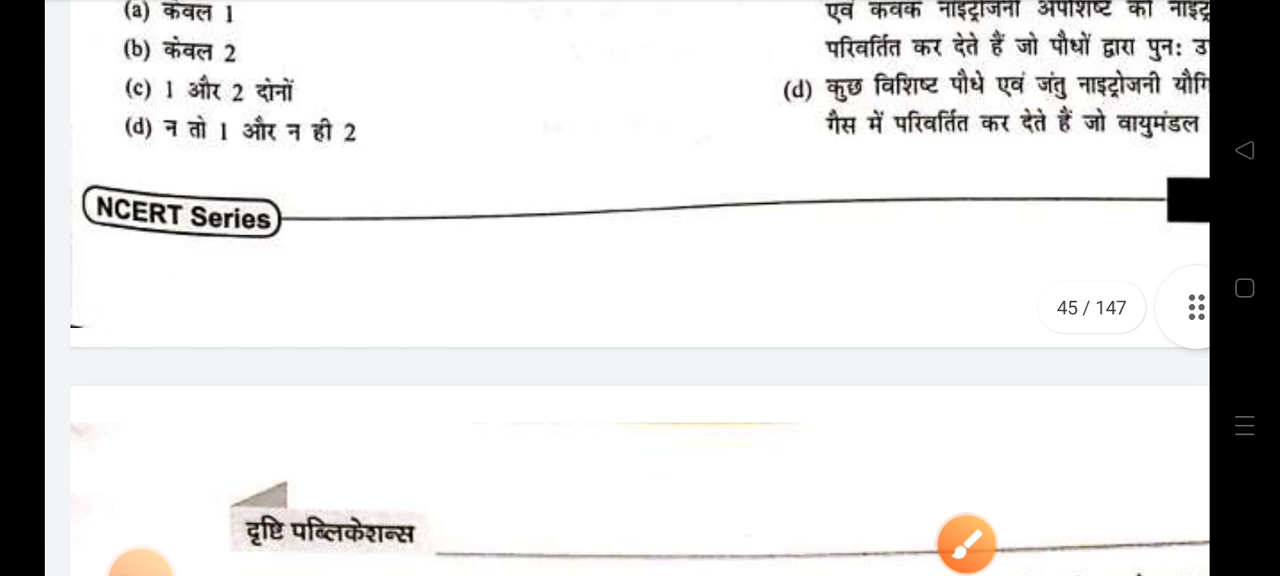 (a) केवल 1
(b) केवल 2
(c) 1 और 2 दोनों
(d) न तो 1 और न ही 2
एवं कवक नाइट्रोजनी अपशिष्ट को
परिवर्तित कर देते हैं जो पौधों द्वारा पुन:
(d) कुछ विशिष्ट पौधे एवं जंतु नाइट्रोजनी
गैस में परिवर्तित कर देते हैं जो वायुमंडल
NCERT Series
45 / 147
दृष्टि पब्लिकेशन्स